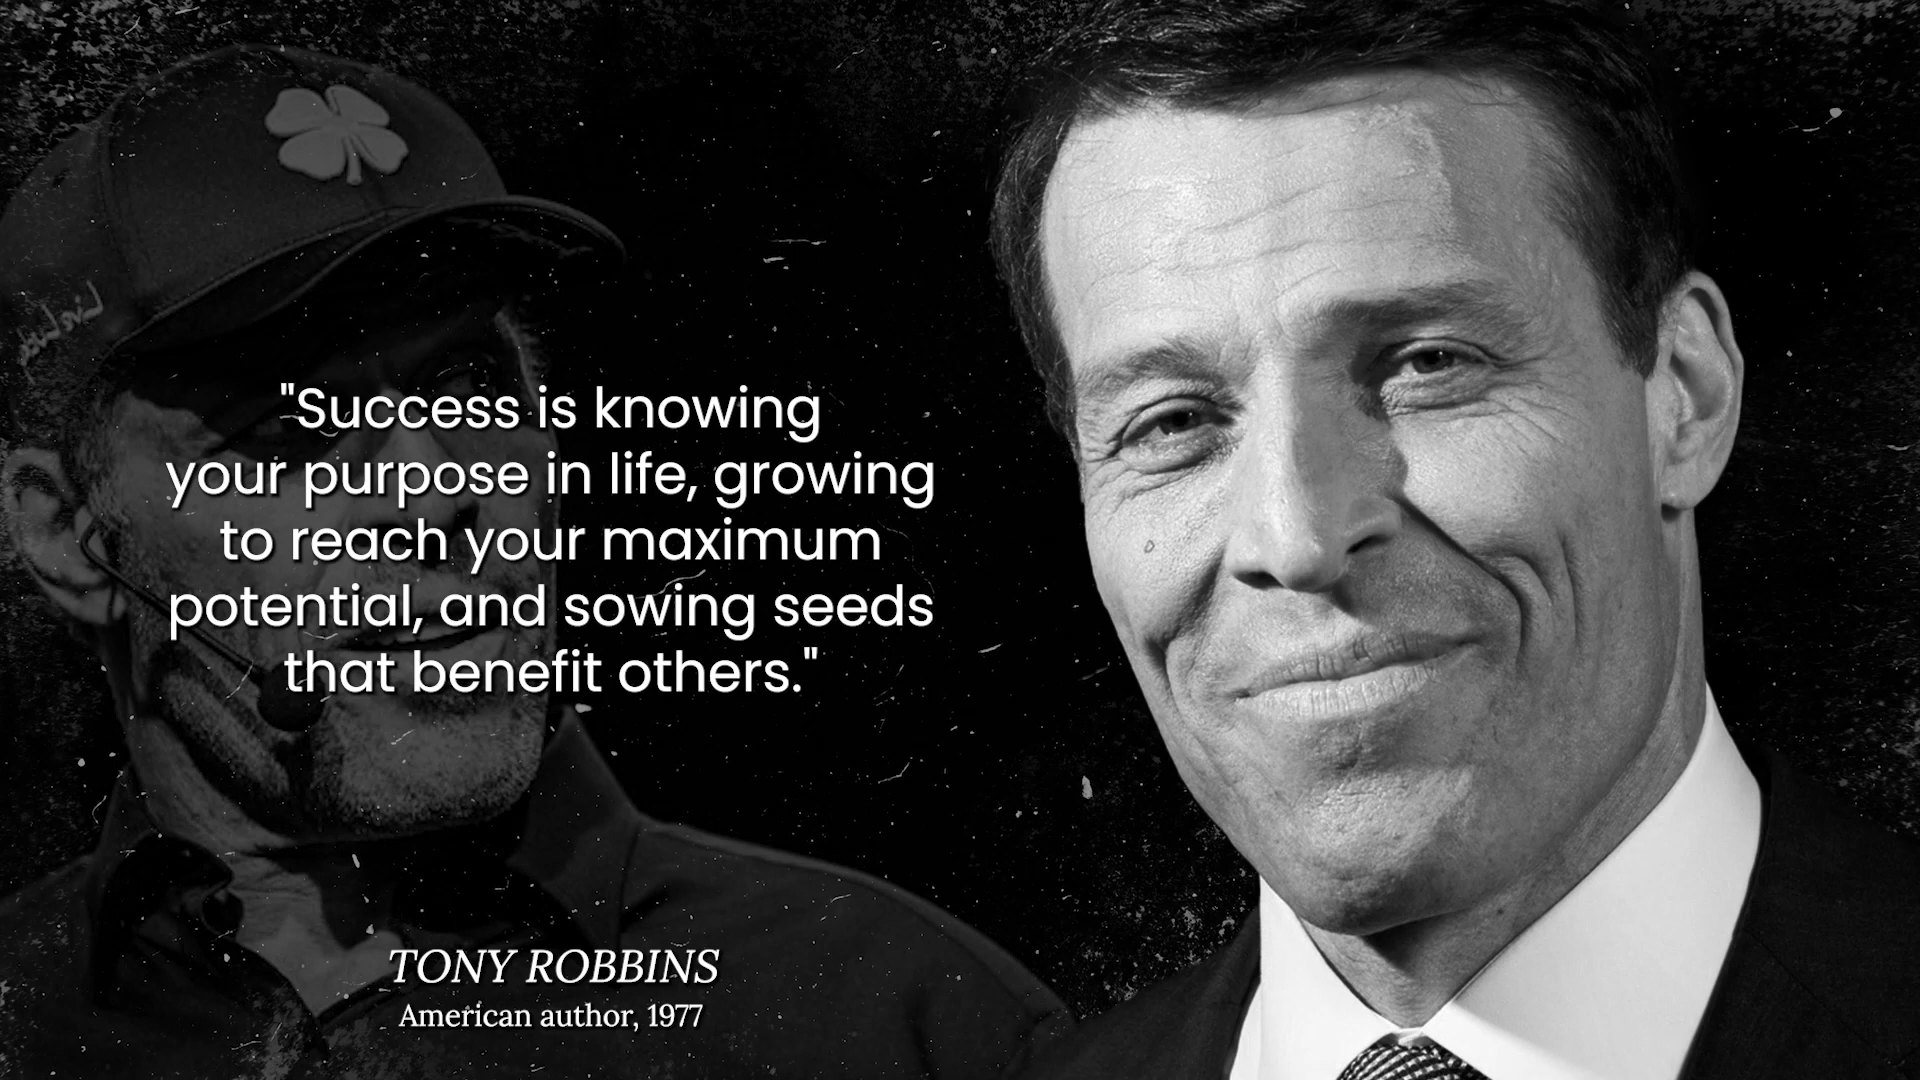 "Success is knowing
your purpose in life, growing
to reach your maximum
potential, and sowing seeds
that benefit others."
TONY ROBBINS
American author, 1977